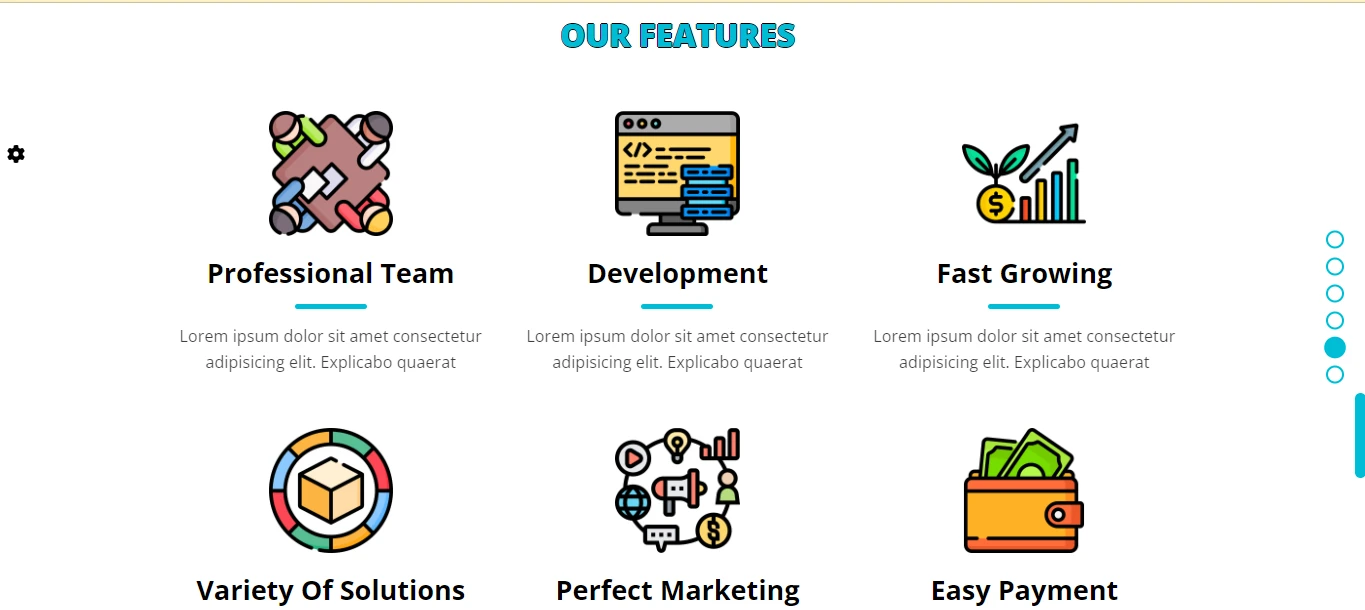 OUR FEATURES
</>
$
Professional Team
Development
Fast Growing
Lorem ipsum dolor sit amet consectetur
adipisicing elit. Explicabo quaerat
Lorem ipsum dolor sit amet consectetur
adipisicing elit. Explicabo quaerat
Lorem ipsum dolor sit amet consectetur
adipisicing elit. Explicabo quaerat
$
Variety Of Solutions
Perfect Marketing
Easy Payment